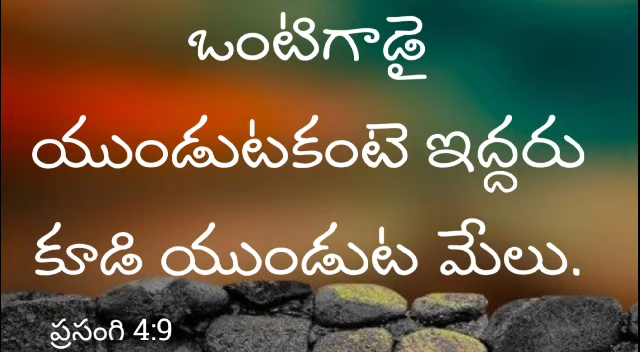 ఒంటిగాడై
యుండుటకంటె ఇద్దరు
కూడి యుండుట మేలు.
ప్రసంగి 4:9